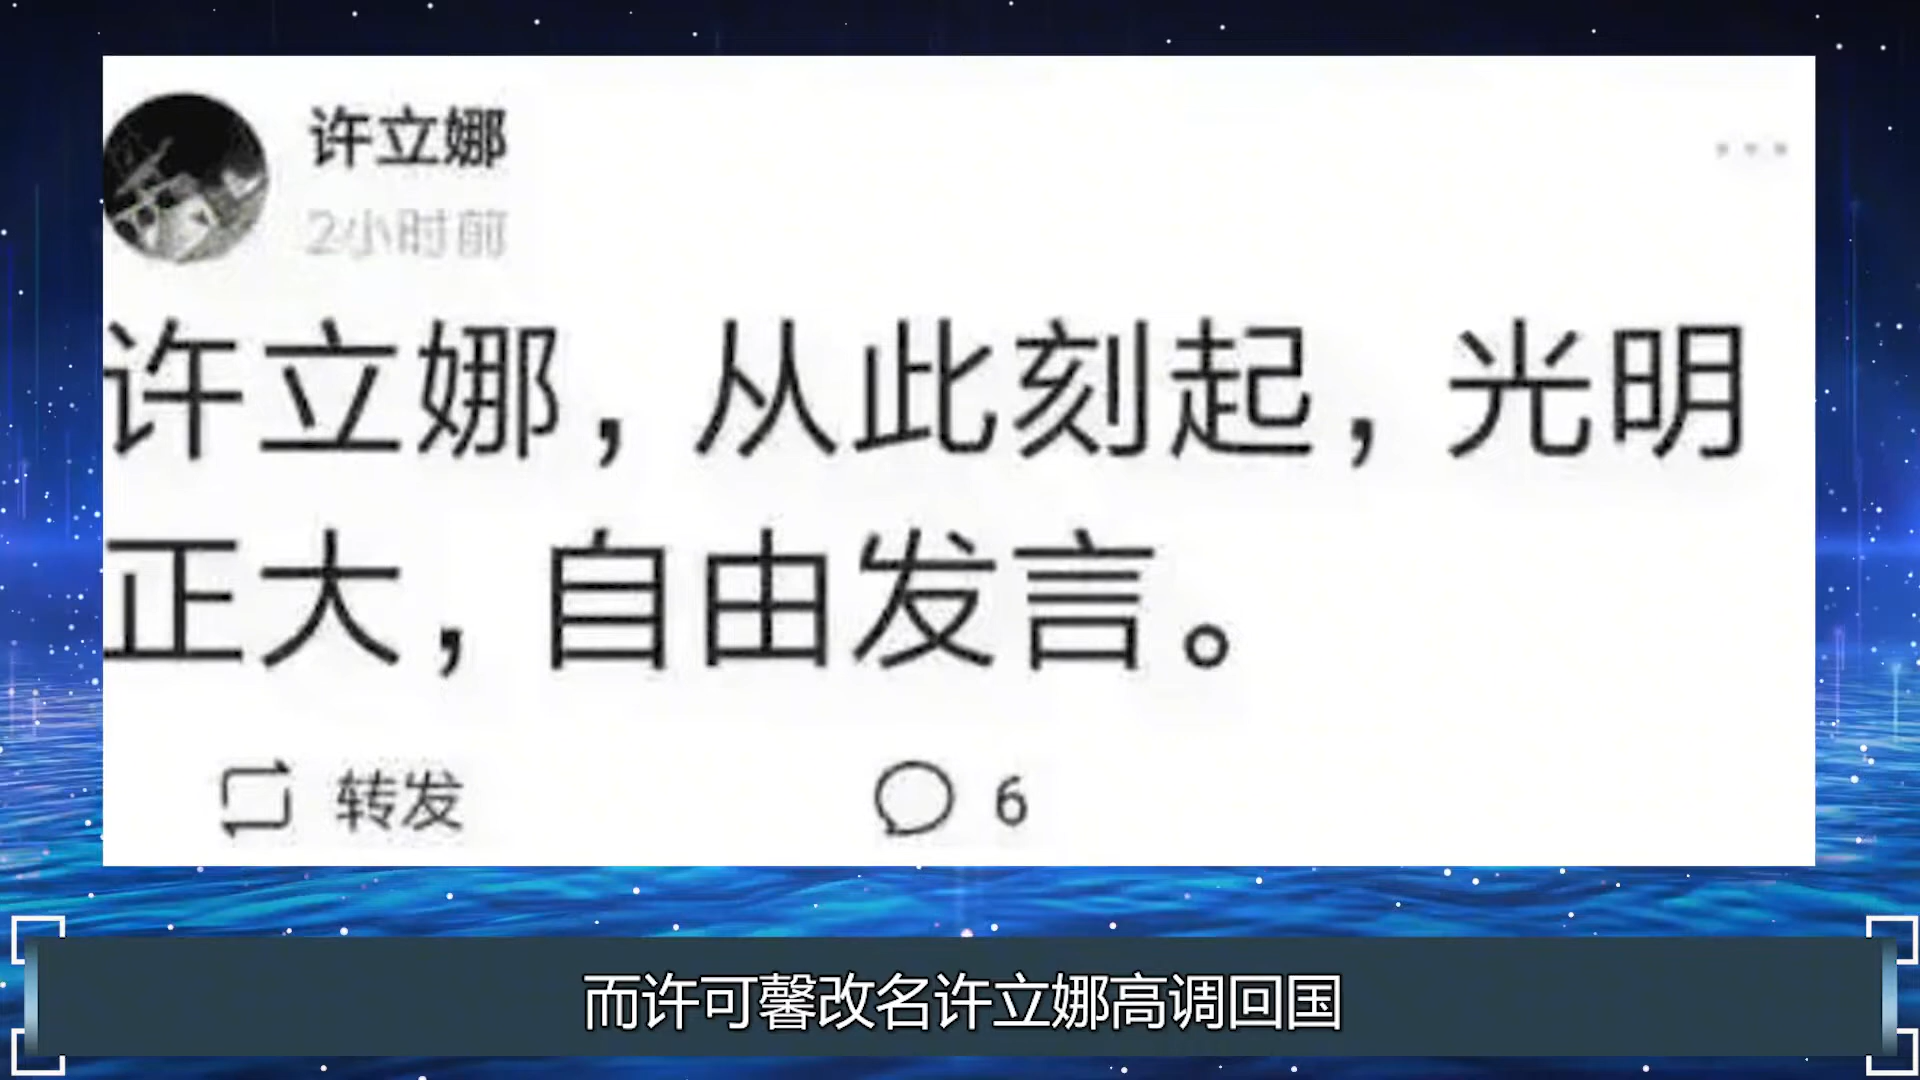 许立娜
2小时前
许立娜，从此刻起，光明
正大，自由发言。
转发 6
而许可馨改名许立娜高调回国